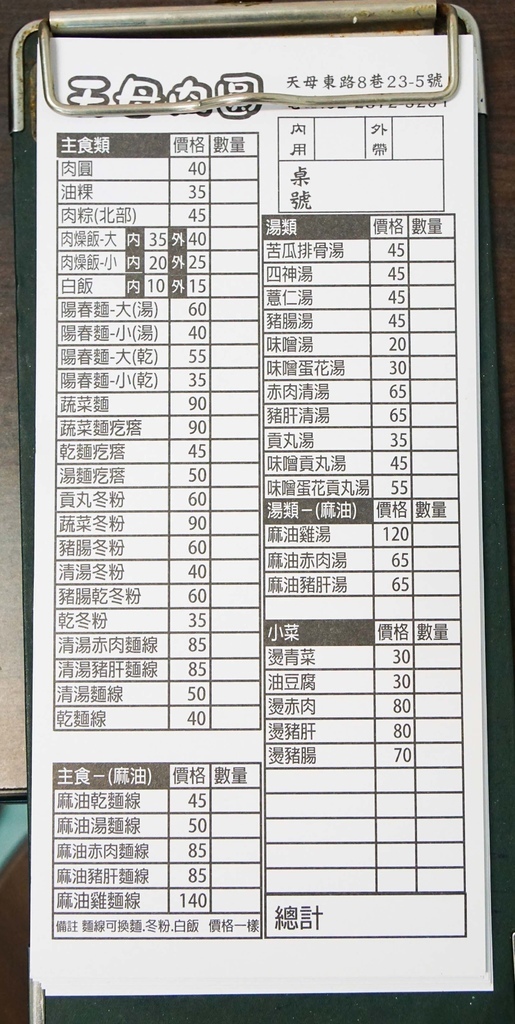 天母肉圓
天母東路8巷23-5號
內用 外帶
桌號
主食類 價格 數量
肉圓 40
油粿 35
肉粽(北部) 45
肉燥飯-大 內 35 外 40
肉燥飯-小 內 20 外 25
白飯 內 10 外 15
陽春麵-大(湯) 60
陽春麵-小(湯) 40
陽春麵-大(乾) 55
陽春麵-小(乾) 35
蔬菜麵 90
蔬菜麵疙瘩 90
乾麵疙瘩 45
湯麵疙瘩 50
貢丸冬粉 60
蔬菜冬粉 90
豬腸冬粉 60
清湯冬粉 40
豬腸乾冬粉 60
乾冬粉 35
清湯赤肉麵線 85
清湯豬肝麵線 85
清湯麵線 50
乾麵線 40
主食－(麻油) 價格 數量
麻油乾麵線 45
麻油湯麵線 50
麻油赤肉麵線 85
麻油豬肝麵線 85
麻油雞麵線 140
備註 麵線可換麵.冬粉.白飯 價格一樣
湯類 價格 數量
苦瓜排骨湯 45
四神湯 45
薏仁湯 45
豬腸湯 45
味噌湯 20
味噌蛋花湯 30
赤肉清湯 65
豬肝清湯 65
貢丸湯 35
味噌貢丸湯 45
味噌蛋花貢丸湯 55
湯類－(麻油) 價格 數量
麻油雞湯 120
麻油赤肉湯 65
麻油豬肝湯 65
小菜 價格 數量
燙青菜 30
油豆腐 30
燙赤肉 80
燙豬肝 80
燙豬腸 70
總計